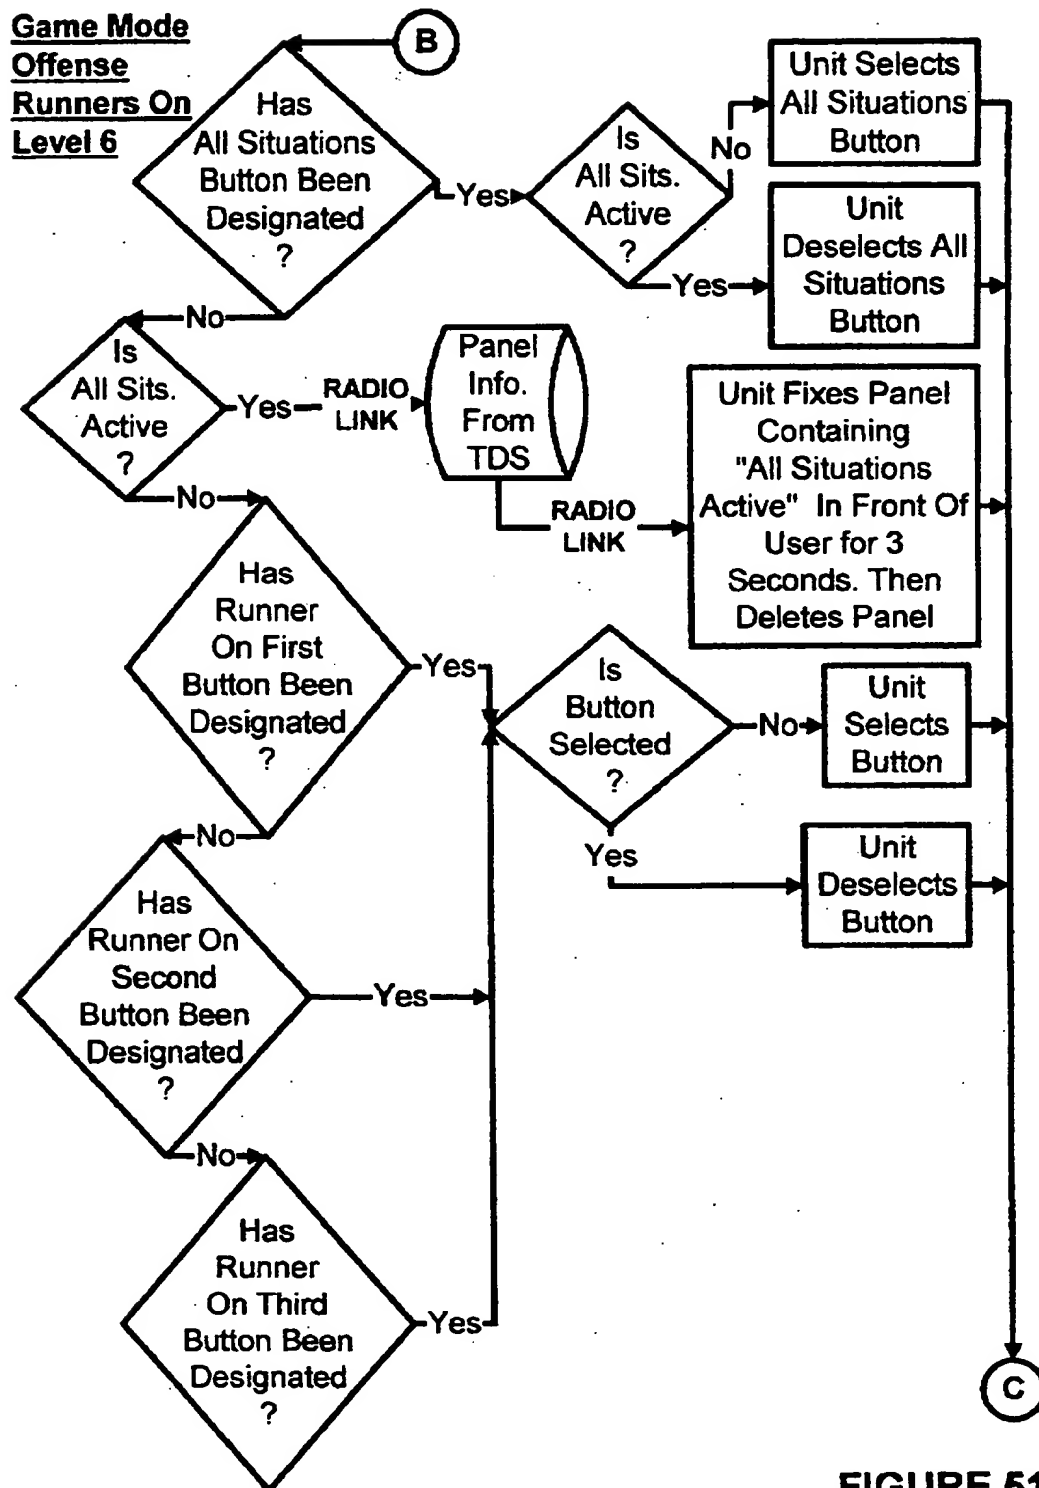 Game Mode
Offense
Runners On
Level 6
B
Has
All Situations
Button Been
Designated
?
Yes
Is
All Sits.
Active
?
No
Unit Selects
All Situations
Button
Yes
Unit
Deselects All
Situations
Button
No
Is
All Sits.
Active
?
Yes
RADIO
LINK
Panel
Info.
From
TDS
RADIO
LINK
Unit Fixes Panel
Containing
"All Situations
Active" In Front Of
User for 3
Seconds. Then
Deletes Panel
No
Has
Runner
On First
Button Been
Designated
?
Yes
Is
Button
Selected
?
No
Unit
Selects
Button
Yes
Unit
Deselects
Button
No
Has
Runner On
Second
Button Been
Designated
?
Yes
No
Has
Runner
On Third
Button Been
Designated
?
Yes
C
FIGURE 51